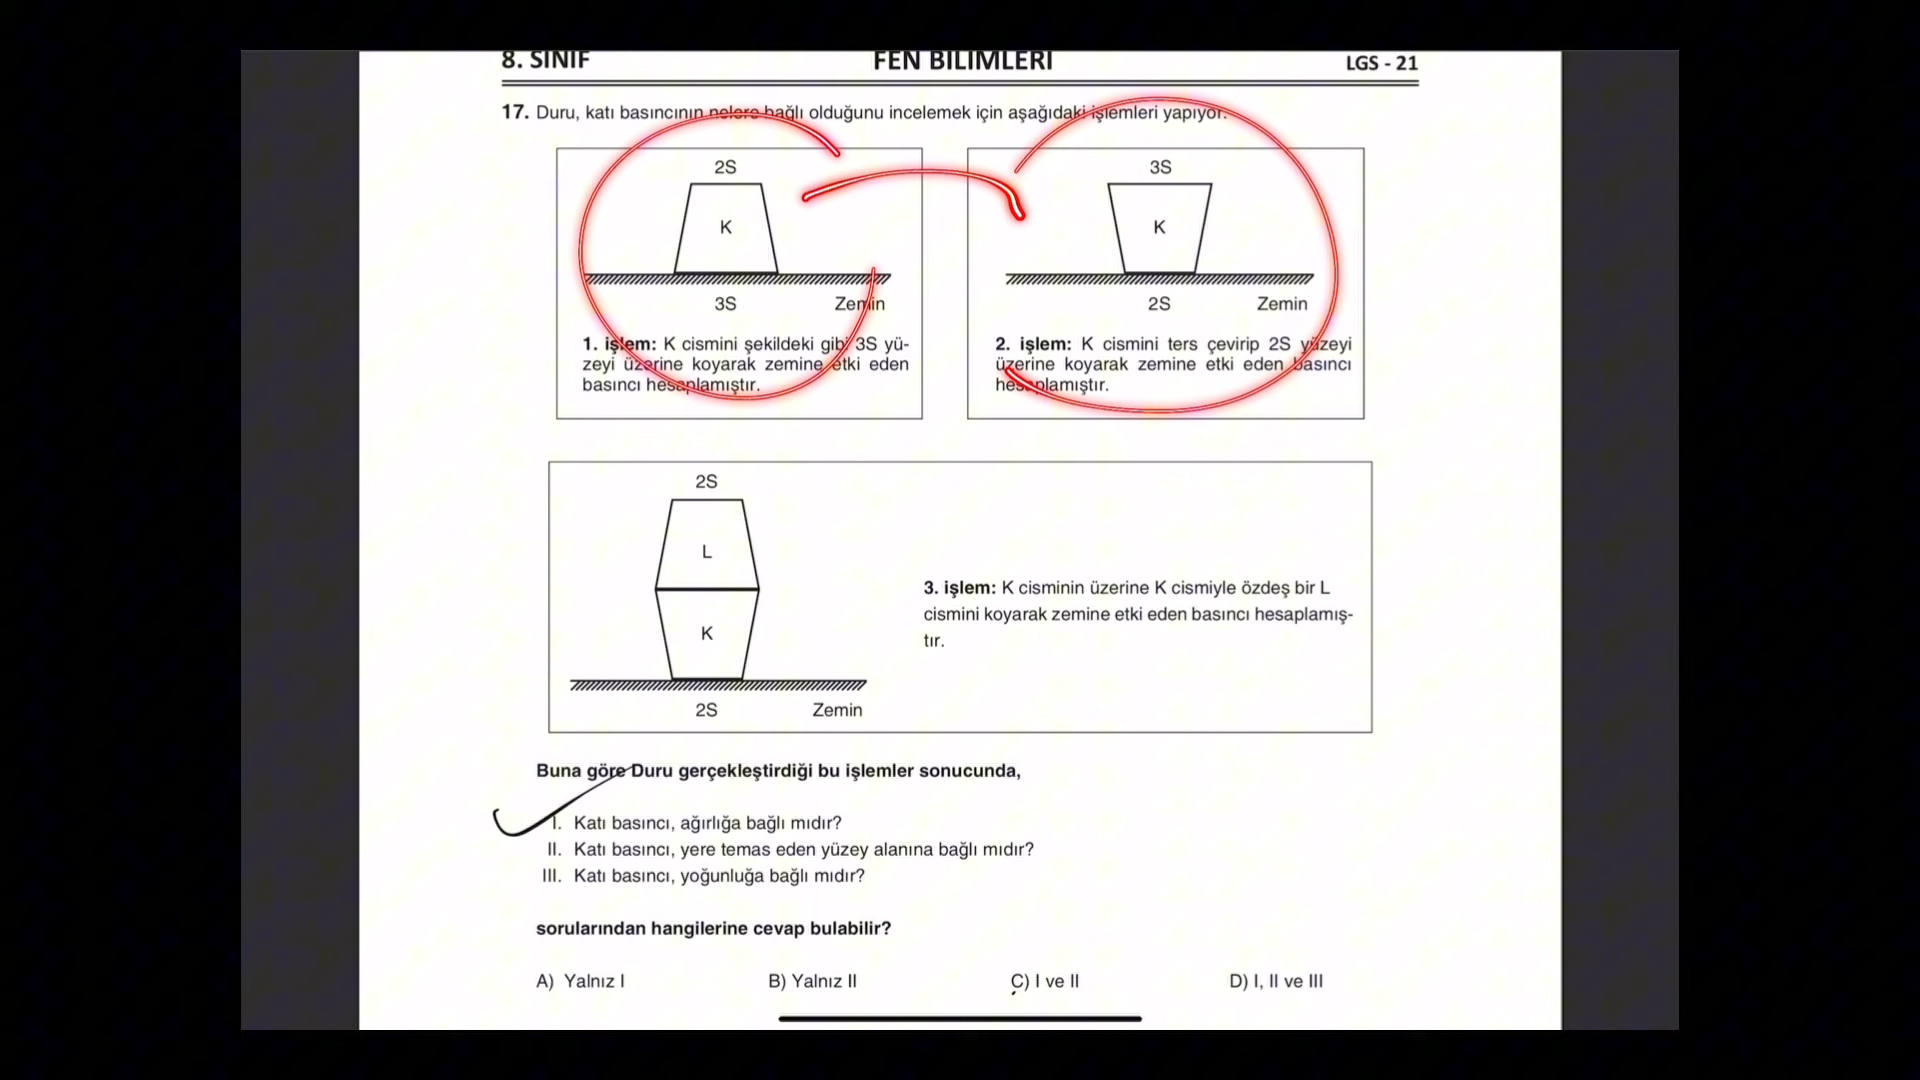 8. SINIF
FEN BİLİMLERİ
LGS - 21
17. Duru, katı basıncının nelere bağlı olduğunu incelemek için aşağıdaki işlemleri yapıyor.
2S
K
3S
Zemin
1. işlem: K cismini şekildeki gibi 3S yü-
zeyi üzerine koyarak zemine etki eden
basıncı hesaplamıştır.
3S
K
2S
Zemin
2. işlem: K cismini ters çevirip 2S yüzeyi
üzerine koyarak zemine etki eden basıncı
hesaplamıştır.
2S
L
K
2S
Zemin
3. işlem: K cisminin üzerine K cismiyle özdeş bir L
cismini koyarak zemine etki eden basıncı hesaplamış-
tır.
Buna göre Duru gerçekleştirdiği bu işlemler sonucunda,
I. Katı basıncı, ağırlığa bağlı mıdır?
II. Katı basıncı, yere temas eden yüzey alanına bağlı mıdır?
III. Katı basıncı, yoğunluğa bağlı mıdır?
sorularından hangilerine cevap bulabilir?
A) Yalnız I
B) Yalnız II
C) I ve II
D) I, II ve III